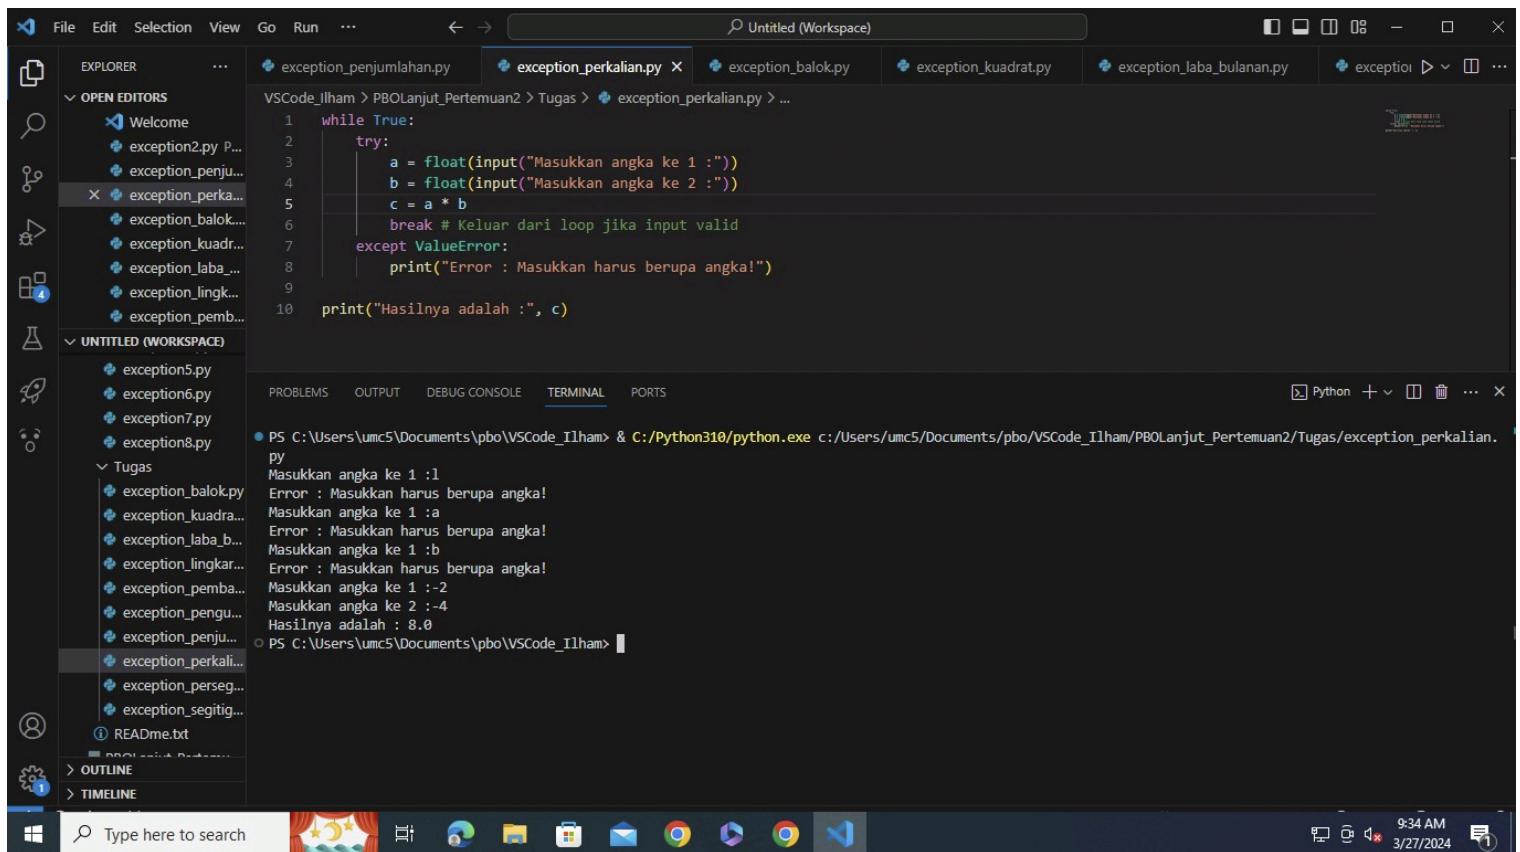 File Edit Selection View Go Run ··· Untitled (Workspace)
EXPLORER ···
exception_penjumlahan.py exception_perkalian.py exception_balok.py exception_kuadrat.py exception_laba_bulanan.py exceptio
OPEN EDITORS
Welcome
exception2.py P...
exception_penju...
exception_perka...
exception_balok....
exception_kuadr...
exception_laba_...
exception_lingk...
exception_pemb...
UNTITLED (WORKSPACE)
exception5.py
exception6.py
exception7.py
exception8.py
Tugas
exception_balok.py
exception_kuadra...
exception_laba_b...
exception_lingkar...
exception_pemba...
exception_pengu...
exception_penju...
exception_perkali...
exception_perseg...
exception_segitig...
READme.txt
OUTLINE
TIMELINE
4
1
VSCode_Ilham > PBOLanjut_Pertemuan2 > Tugas > exception_perkalian.py > ...
1 while True:
2 try:
3 a = float(input("Masukkan angka ke 1 :"))
4 b = float(input("Masukkan angka ke 2 :"))
5 c = a * b
6 break # Keluar dari loop jika input valid
7 except ValueError:
8 print("Error : Masukkan harus berupa angka!")
9
10 print("Hasilnya adalah :", c)
PROBLEMS OUTPUT DEBUG CONSOLE TERMINAL PORTS Python
PS C:\Users\umc5\Documents\pbo\VSCode_Ilham> & C:/Python310/python.exe c:/Users/umc5/Documents/pbo/VSCode_Ilham/PBOLanjut_Pertemuan2/Tugas/exception_perkalian.
py
Masukkan angka ke 1 :l
Error : Masukkan harus berupa angka!
Masukkan angka ke 1 :a
Error : Masukkan harus berupa angka!
Masukkan angka ke 1 :b
Error : Masukkan harus berupa angka!
Masukkan angka ke 1 :-2
Masukkan angka ke 2 :-4
Hasilnya adalah : 8.0
PS C:\Users\umc5\Documents\pbo\VSCode_Ilham>
Type here to search
9:34 AM
3/27/2024
1